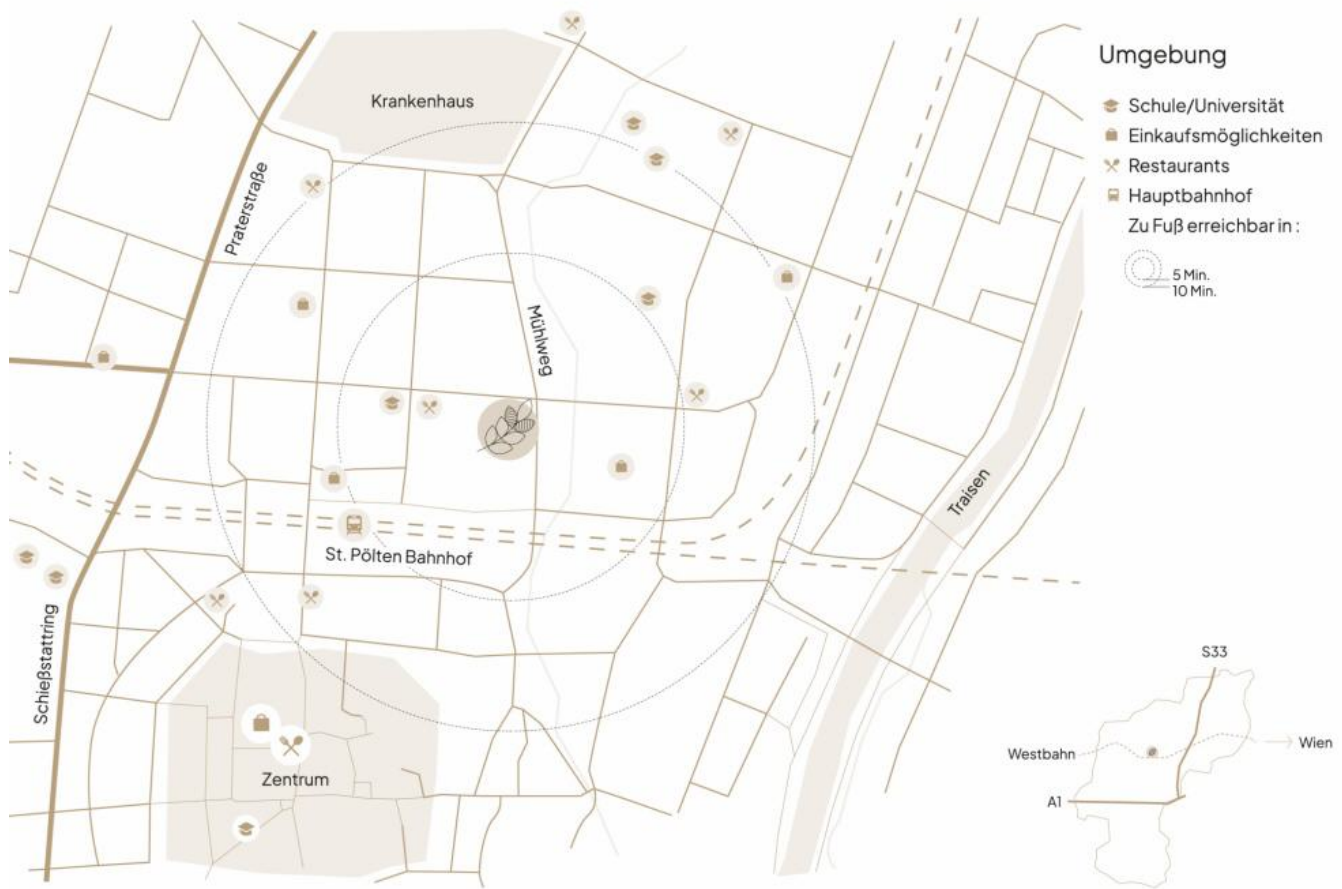 Krankenhaus
Praterstraße
Mühlweg
St. Pölten Bahnhof
Schießstattring
Zentrum
Traisen
Umgebung
Schule/Universität
Einkaufsmöglichkeiten
Restaurants
Hauptbahnhof
Zu Fuß erreichbar in :
5 Min.
10 Min.
S33
Westbahn
Wien
A1